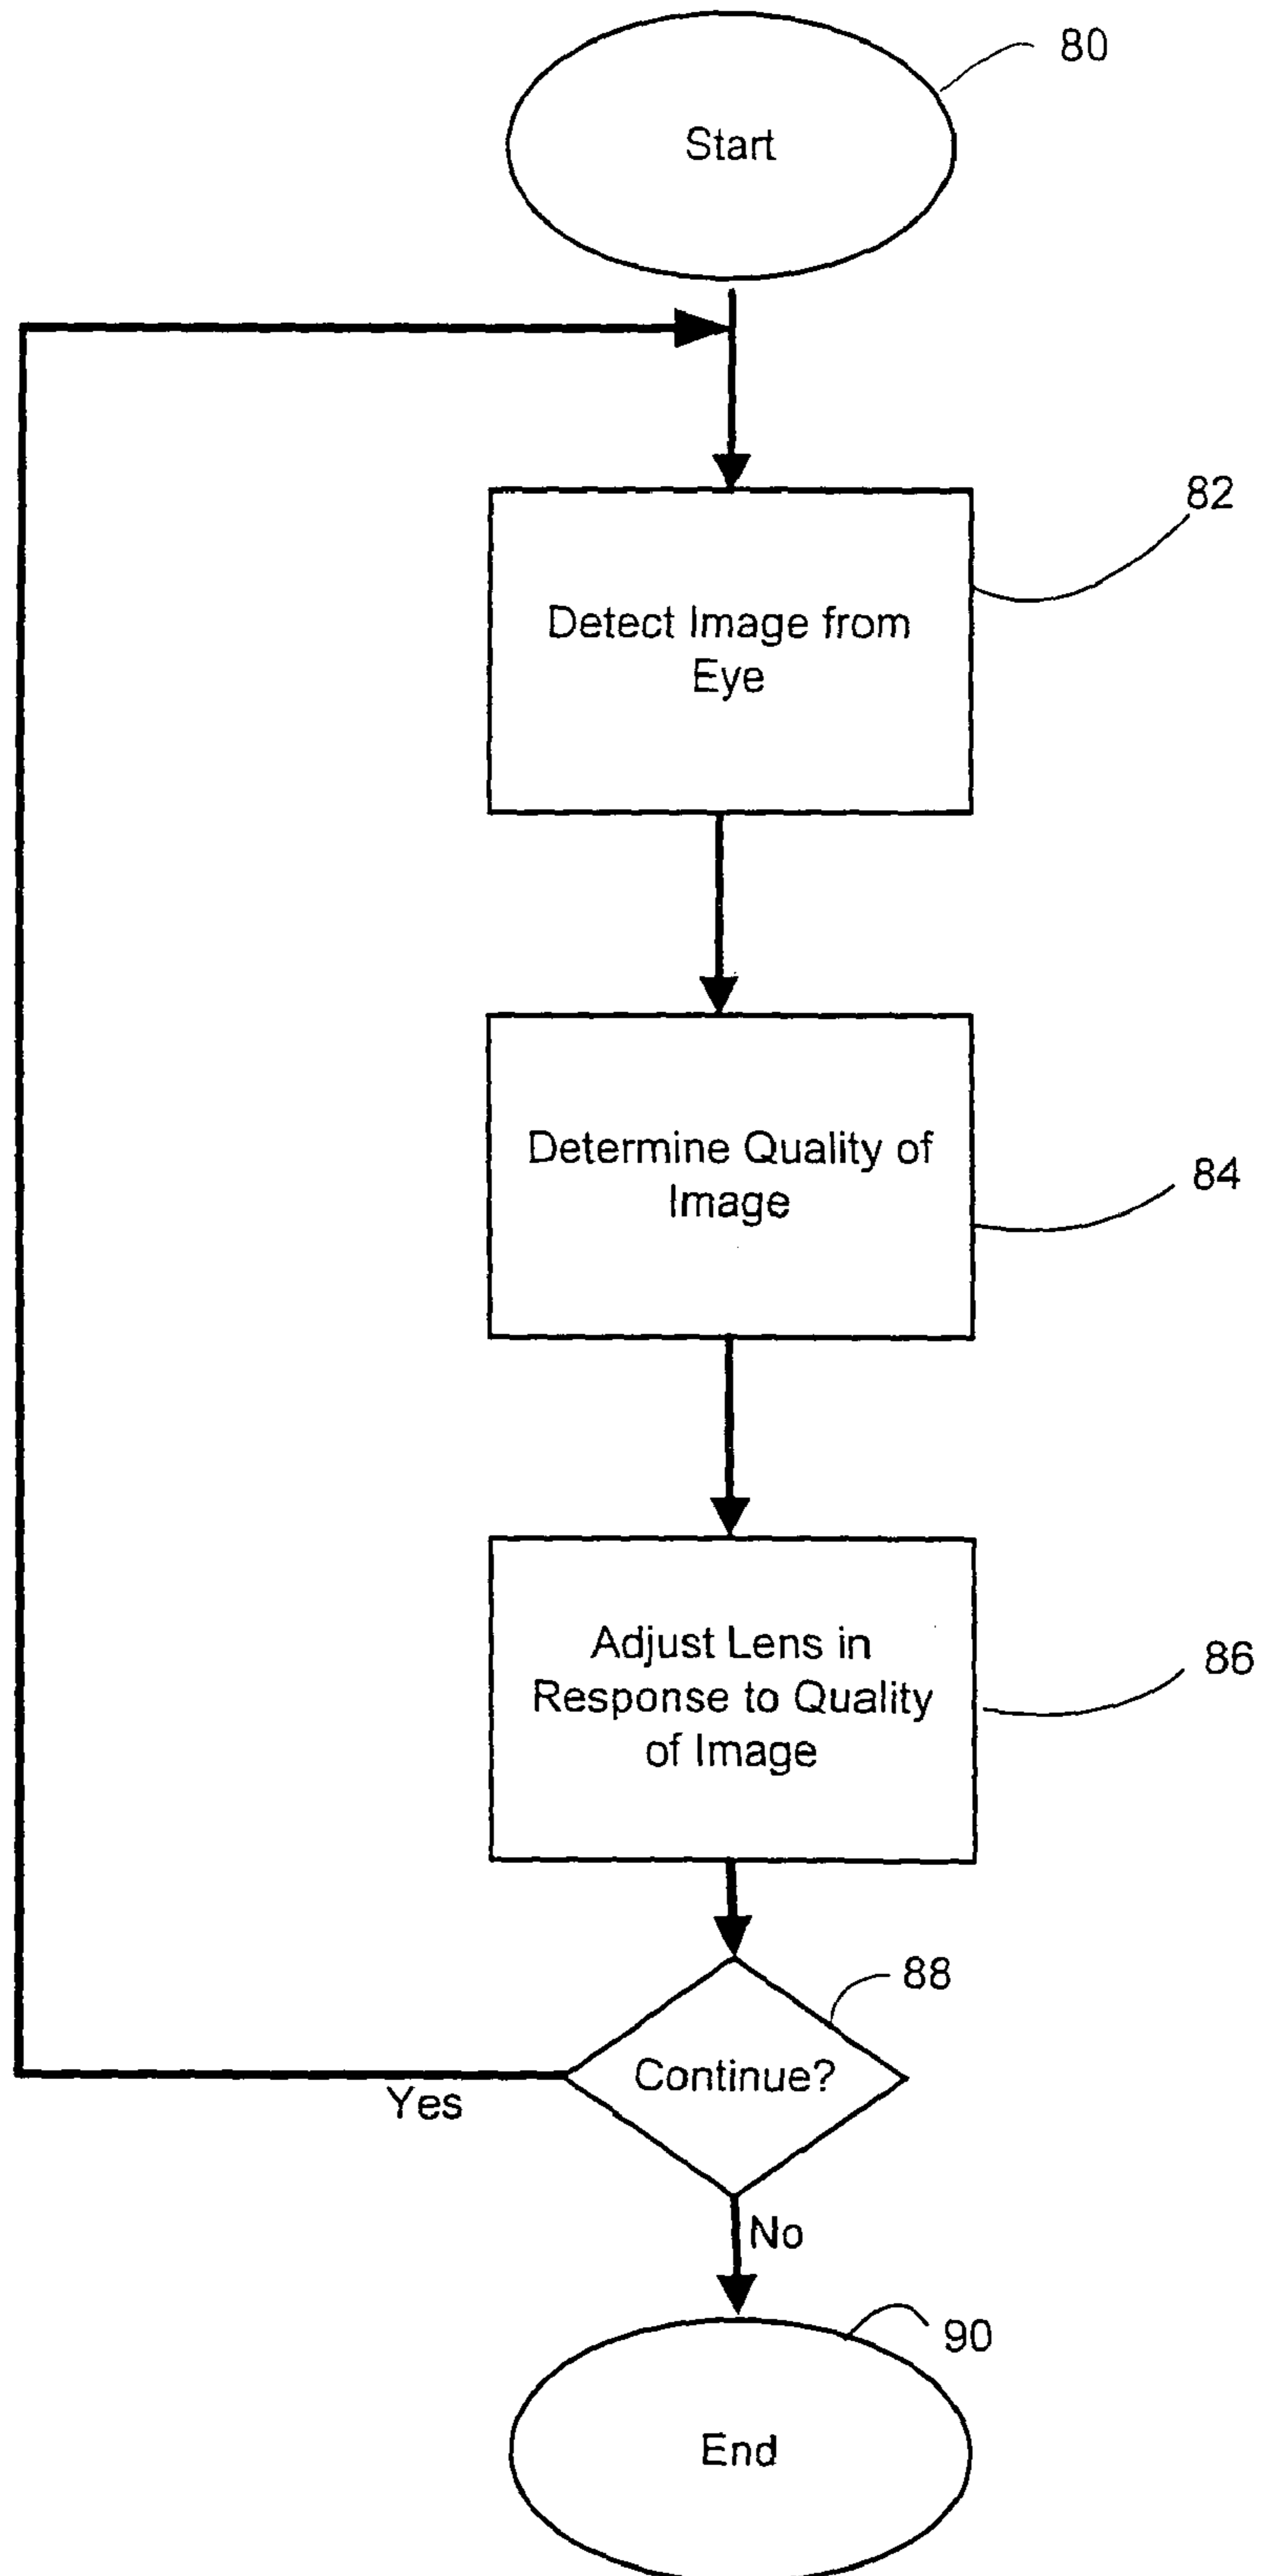 80
Start
82
Detect Image from
Eye
Determine Quality of
Image
84
Adjust Lens in
Response to Quality
of Image
86
88
Continue?
Yes
No
90
End